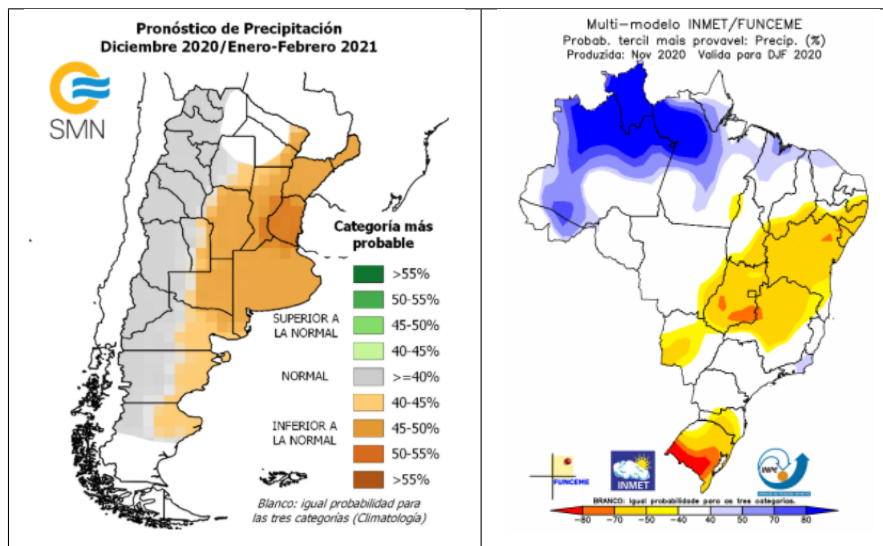 Pronóstico de Precipitación
Diciembre 2020/Enero-Febrero 2021
SMN
Categoría más
probable
>55%
50-55%
SUPERIOR A
LA NORMAL
45-50%
40-45%
NORMAL
>=40%
40-45%
INFERIOR A
LA NORMAL
45-50%
50-55%
>55%
Blanco: igual probabilidad para
las tres categorías (Climatología)
Multi-modelo INMET/FUNCEME
Probab. tercil mais provavel: Precip. (%)
Produzida: Nov 2020 Valida para DJF 2020
FUNCEME
INMET
INPE
BRANCO: Igual probabilidade para as tres categorias.
-80 -70 -50 -40 40 50 70 80